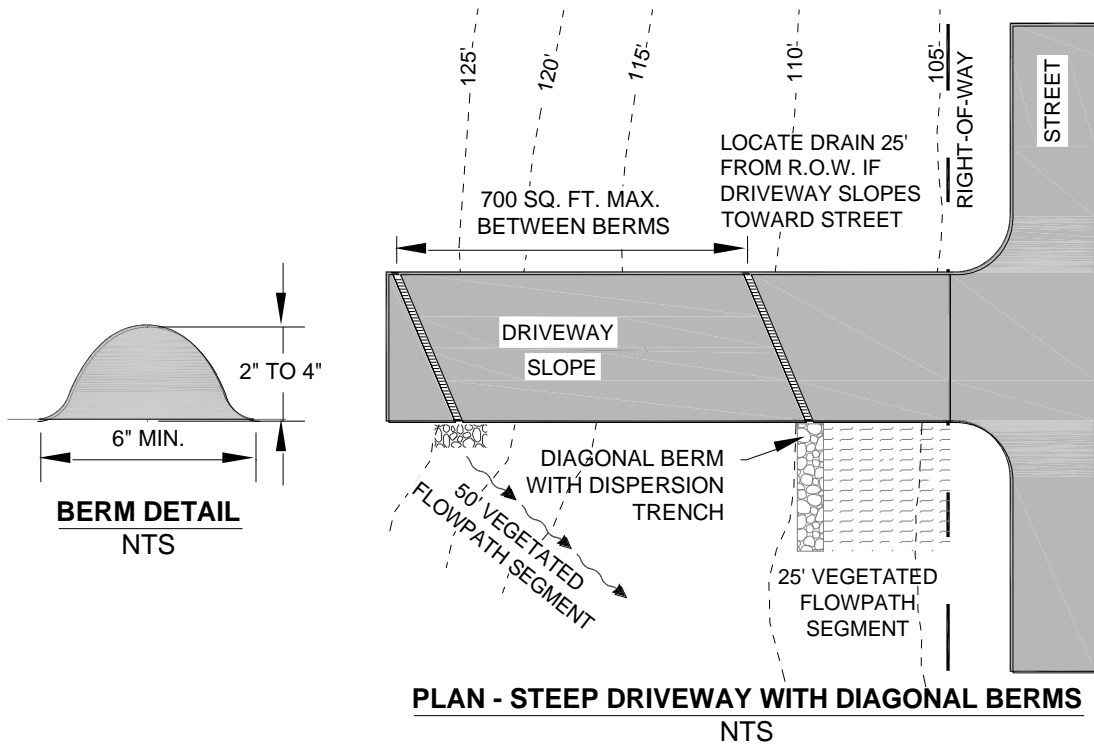 125'
120'
115'
110'
105'
RIGHT-OF-WAY
STREET
LOCATE DRAIN 25'
FROM R.O.W. IF
DRIVEWAY SLOPES
TOWARD STREET
700 SQ. FT. MAX.
BETWEEN BERMS
DRIVEWAY
SLOPE
2" TO 4"
6" MIN.
BERM DETAIL
NTS
DIAGONAL BERM
WITH DISPERSION
TRENCH
50' VEGETATED
FLOWPATH SEGMENT
25' VEGETATED
FLOWPATH
SEGMENT
PLAN - STEEP DRIVEWAY WITH DIAGONAL BERMS
NTS